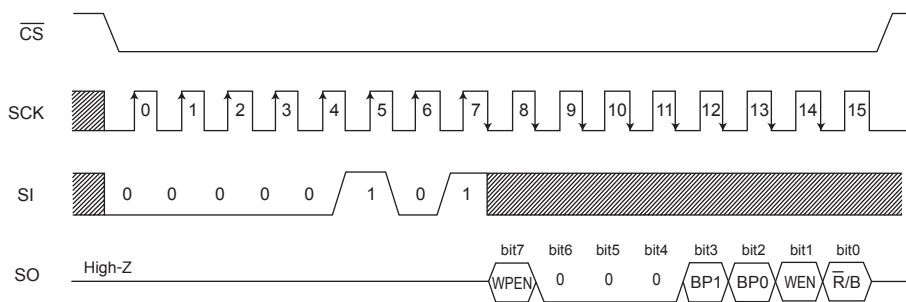 CS
SCK 0 1 2 3 4 5 6 7 8 9 10 11 12 13 14 15
SI 0 0 0 0 0 1 0 1
bit7 bit6 bit5 bit4 bit3 bit2 bit1 bit0
SO High-Z WPEN 0 0 0 BP1 BP0 WEN R/B